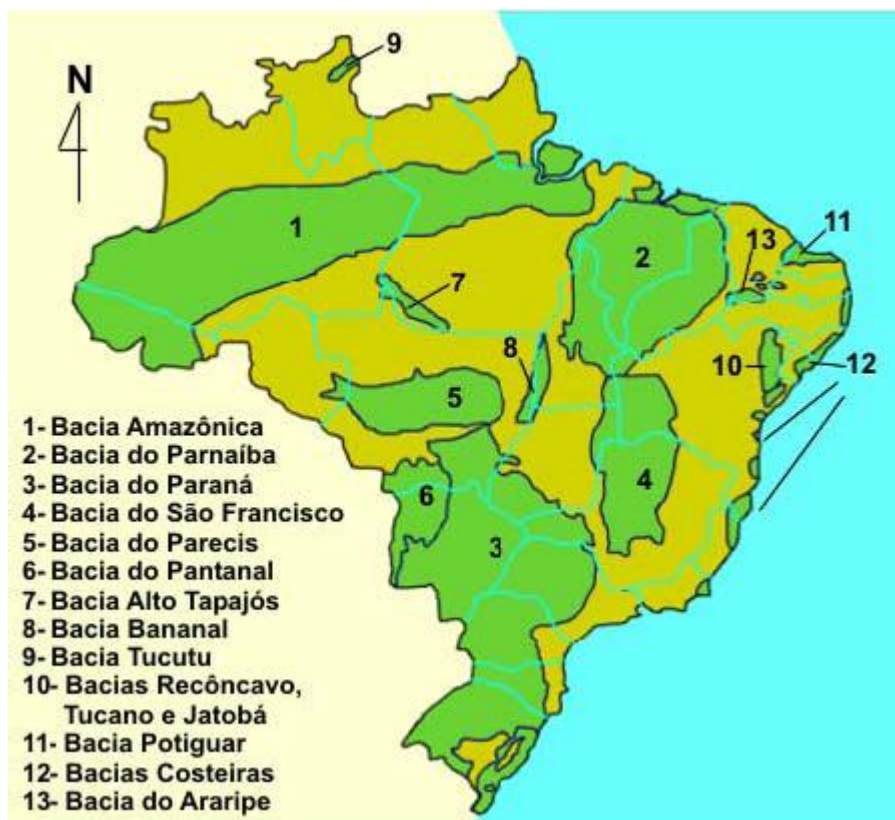 9
N
1
11
13
2
7
8
10
12
5
1- Bacia Amazônica
2- Bacia do Parnaíba
3- Bacia do Paraná
4- Bacia do São Francisco
5- Bacia do Parecis
6- Bacia do Pantanal
7- Bacia Alto Tapajós
8- Bacia Bananal
9- Bacia Tucutu
10- Bacias Recôncavo,
Tucano e Jatobá
11- Bacia Potiguar
12- Bacias Costeiras
13- Bacia do Araripe
4
6
3